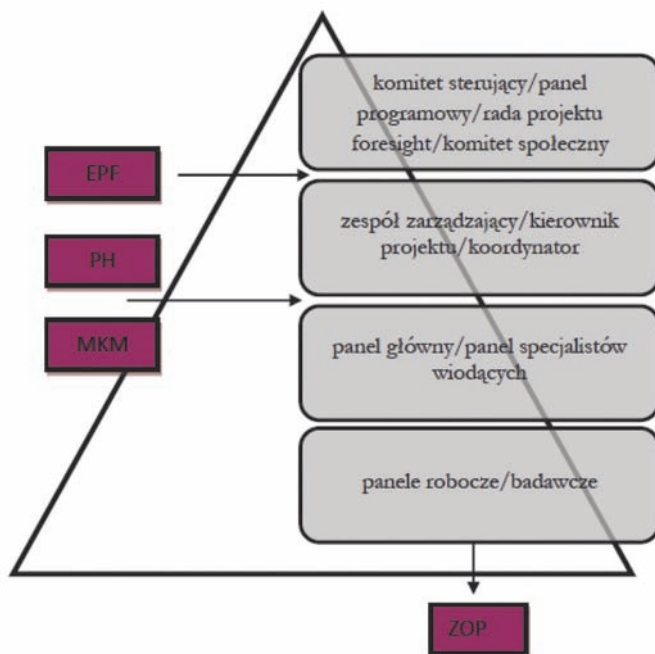 komitet sterujący/panel
programowy/rada projektu
foresight/komitet społeczny
EPF
zespół zarządzający/kierownik
projektu/koordynator
PH
MKM
panel główny/panel specjalistów
wiodących
panele robocze/badawcze
ZOP